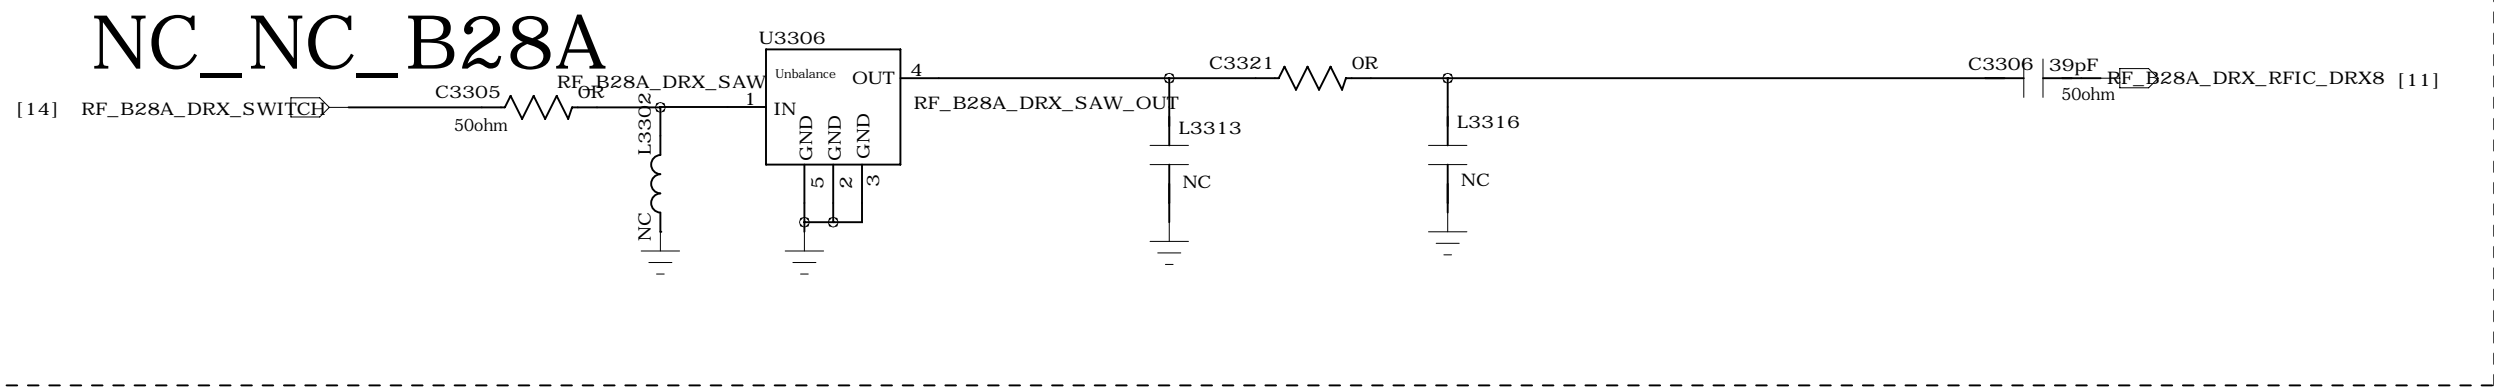 NC_NC_B28A
U3306
Unbalance
OUT
4
C3321
0R
C3306
39pF
RF_B28A_DRX_RFIC_DRX8 [11]
50ohm
[14] RF_B28A_DRX_SWITCH
C3305
0R
50ohm
RF_B28A_DRX_SAW
1
IN
RF_B28A_DRX_SAW_OUT
L3302
NC
GND
GND
GND
5
2
3
L3313
NC
L3316
NC